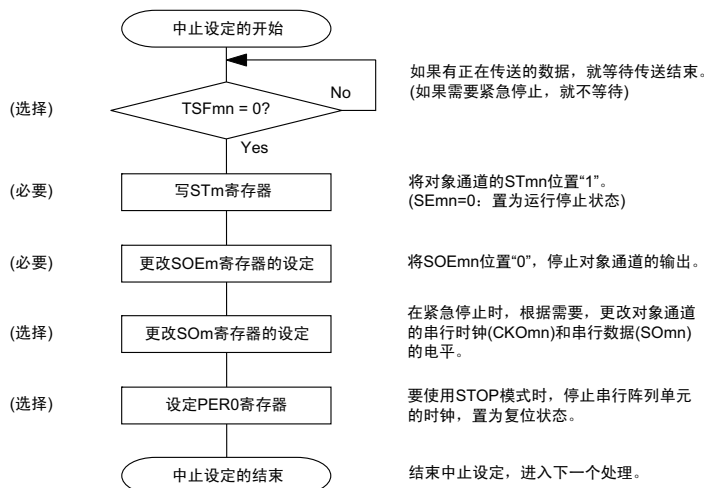 中止设定的开始
如果有正在传送的数据，就等待传送结束。
(如果需要紧急停止，就不等待)
(选择)
TSFmn = 0?
No
Yes
(必要)
写STm寄存器
将对象通道的STmn位置“1”。
(SEmn=0：置为运行停止状态)
(必要)
更改SOEm寄存器的设定
将SOEmn位置“0”，停止对象通道的输出。
(选择)
更改SOm寄存器的设定
在紧急停止时，根据需要，更改对象通道
的串行时钟(CKOmn)和串行数据(SOmn)
的电平。
(选择)
设定PER0寄存器
要使用STOP模式时，停止串行阵列单元
的时钟，置为复位状态。
中止设定的结束
结束中止设定，进入下一个处理。